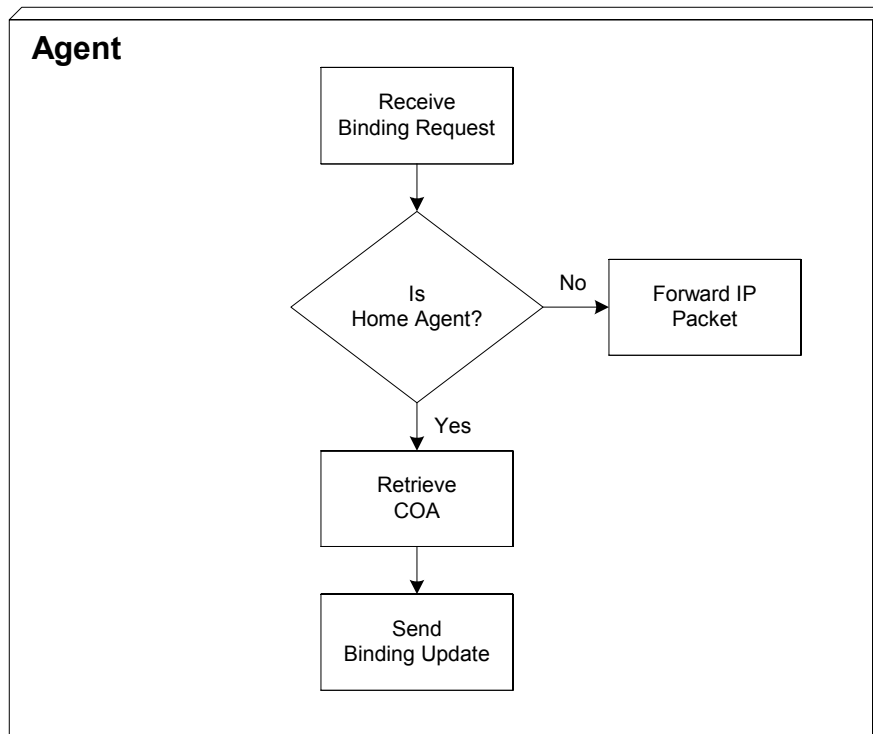 Agent
Receive
Binding Request
Is
Home Agent?
No
Forward IP
Packet
Yes
Retrieve
COA
Send
Binding Update